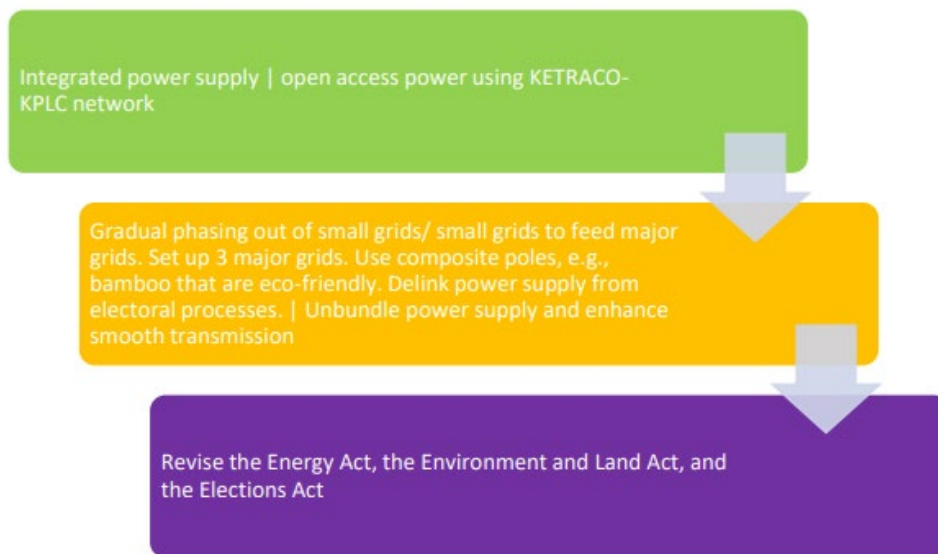 Integrated power supply | open access power using KETRACO-
KPLC network
Gradual phasing out of small grids/ small grids to feed major
grids. Set up 3 major grids. Use composite poles, e.g.,
bamboo that are eco-friendly. Delink power supply from
electoral processes. | Unbundle power supply and enhance
smooth transmission
Revise the Energy Act, the Environment and Land Act, and
the Elections Act